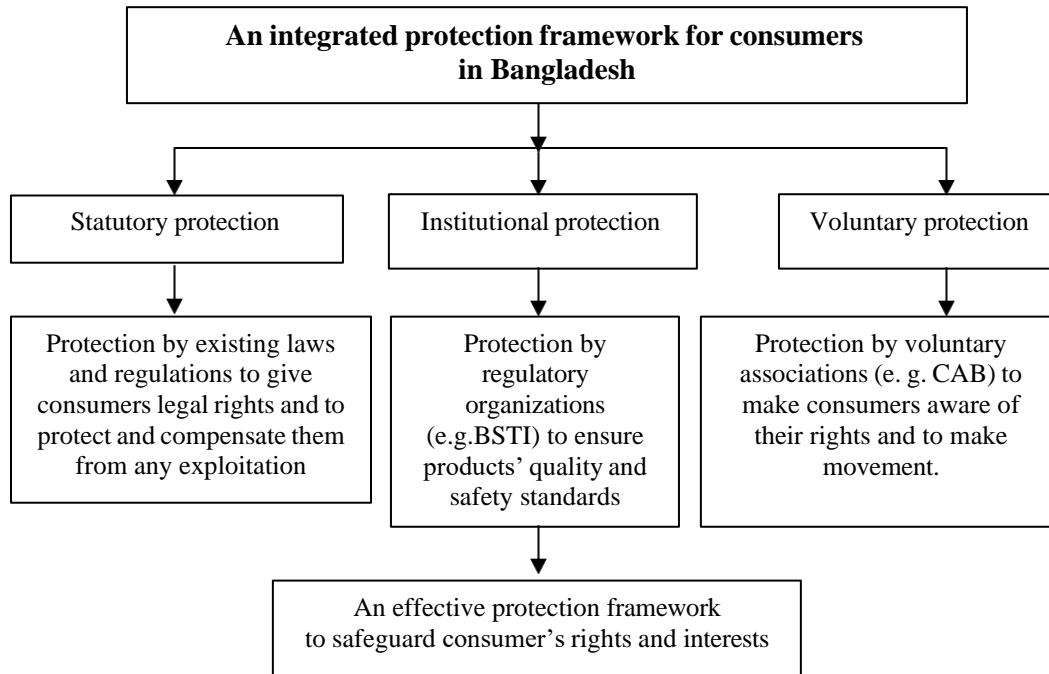 An integrated protection framework for consumers
in Bangladesh
Statutory protection
Institutional protection
Voluntary protection
Protection by existing laws
and regulations to give
consumers legal rights and to
protect and compensate them
from any exploitation
Protection by
regulatory
organizations
(e.g.BSTI) to ensure
products’ quality and
safety standards
Protection by voluntary
associations (e. g. CAB) to
make consumers aware of
their rights and to make
movement.
An effective protection framework
to safeguard consumer’s rights and interests